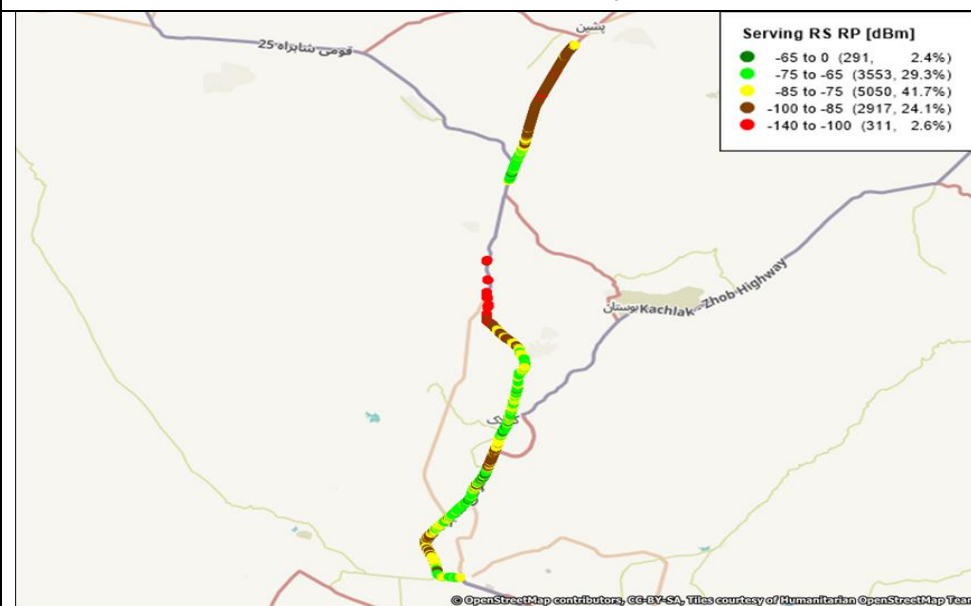 پشین
قومی شاہراہ 25
Serving RS RP [dBm]
-65 to 0 (291, 2.4%)
-75 to -65 (3553, 29.3%)
-85 to -75 (5050, 41.7%)
-100 to -85 (2917, 24.1%)
-140 to -100 (311, 2.6%)
بوستان
Kachlak - Zhob Highway
© OpenStreetMap contributors, CC-BY-SA, Tiles courtesy of Humanitarian OpenStreetMap Team